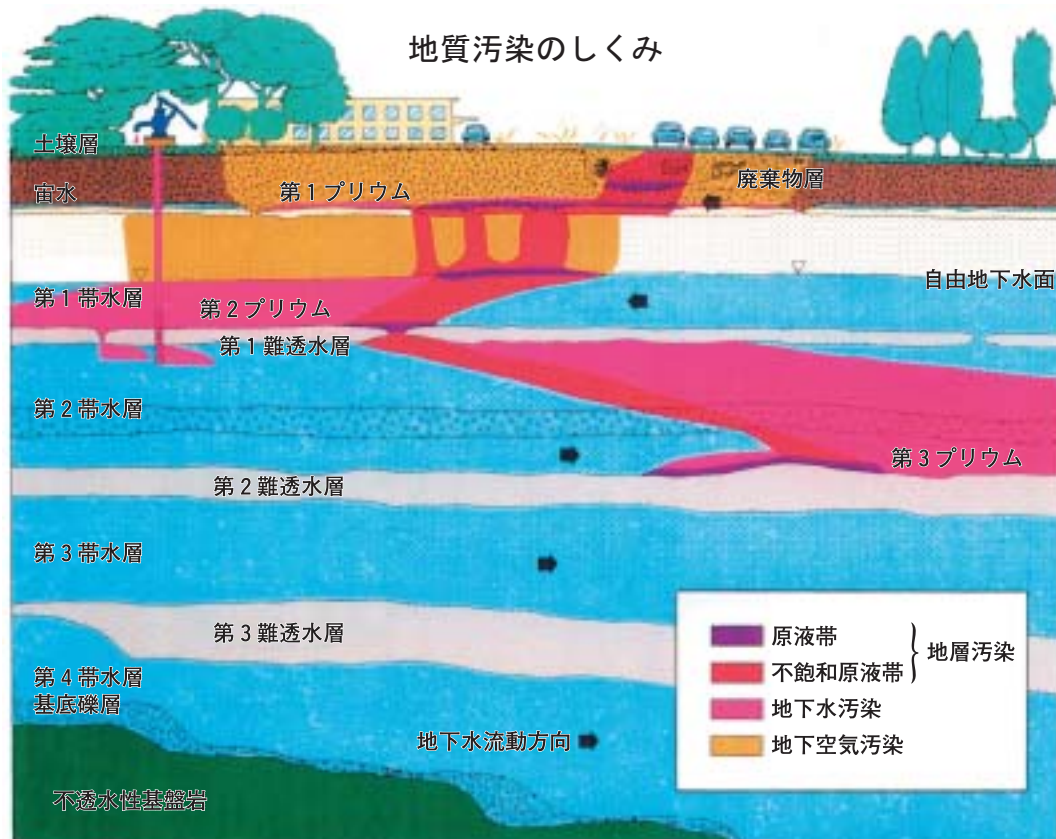 地質汚染のしくみ
土壌層
宙水
第1プリウム
廃棄物層
自由地下水面
第1帯水層
第2プリウム
第1難透水層
第2帯水層
第3プリウム
第2難透水層
第3帯水層
第3難透水層
第4帯水層
基底礫層
地下水流動方向
不透水性基盤岩
原液帯
不飽和原液帯
地層汚染
地下水汚染
地下空気汚染